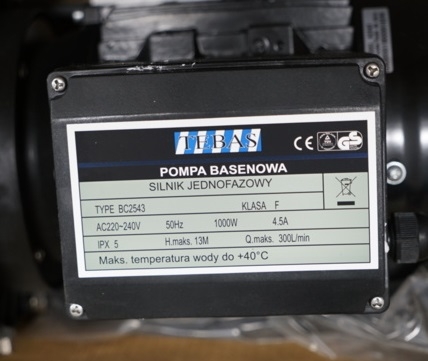 TEBAS
CE
POMPA BASENOWA
SILNIK JEDNOFAZOWY
TYPE BC2543 KLASA F
AC220~240V 50Hz 1000W 4.5A
IPX 5 H.maks. 13M Q.maks. 300L/min
Maks. temperatura wody do +40°C